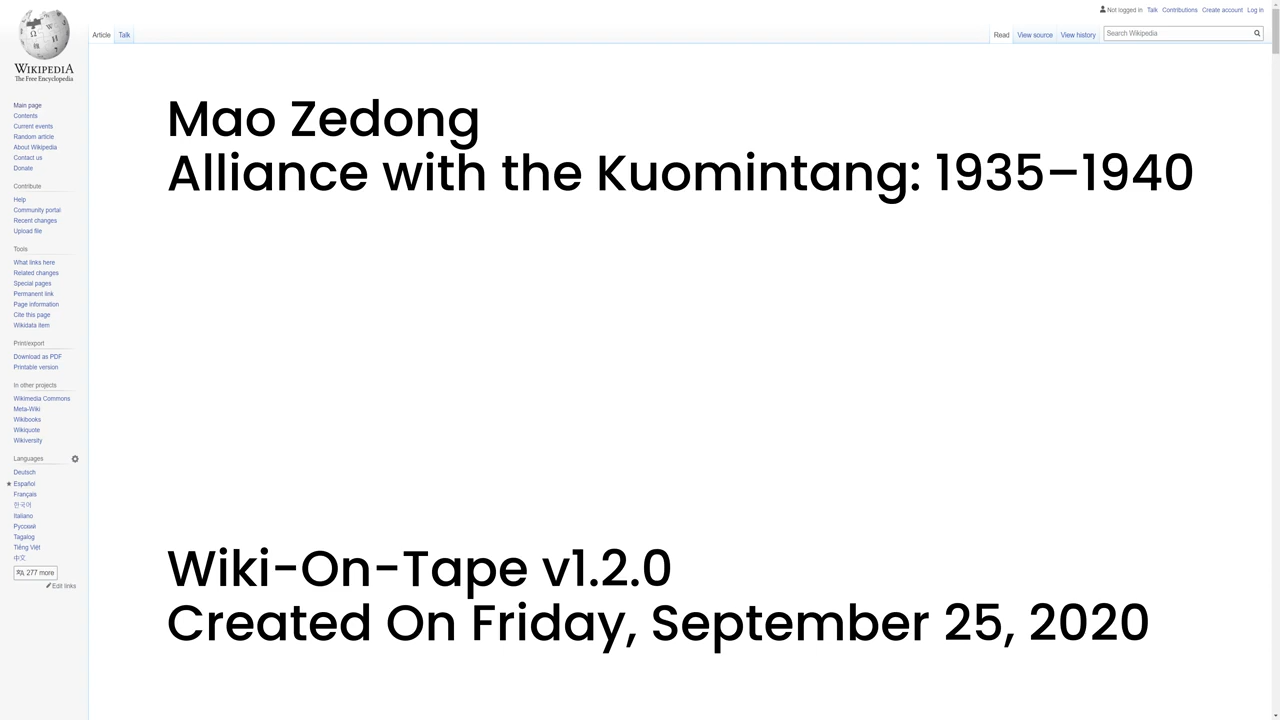 Not logged in Talk Contributions Create account Log in
Article Talk Read View source View history Search Wikipedia
WIKIPEDIA
The Free Encyclopedia
Main page
Contents
Current events
Random article
About Wikipedia
Contact us
Donate
Contribute
Help
Community portal
Recent changes
Upload file
Tools
What links here
Related changes
Special pages
Permanent link
Page information
Cite this page
Wikidata item
Print/export
Download as PDF
Printable version
In other projects
Wikimedia Commons
Meta-Wiki
Wikibooks
Wikiquote
Wikiversity
Languages
Deutsch
Español
Français
한국어
Italiano
Русский
Tagalog
Tiếng Việt
中文
277 more
Edit links
Mao Zedong
Alliance with the Kuomintang: 1935–1940
Wiki-On-Tape v1.2.0
Created On Friday, September 25, 2020